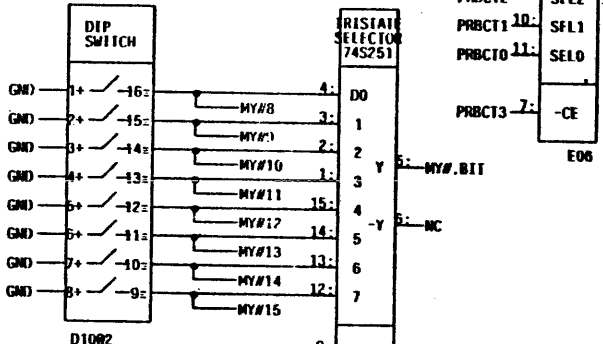 DIP
SWITCH
GND 1+ 16=
GND 2+ 15=
GND 3+ 14=
GND 4+ 13=
GND 5+ 12=
GND 6+ 11=
GND 7+ 10=
GND 8+ 9=
D1002
MY#8
MY#9
MY#10
MY#11
MY#12
MY#13
MY#14
MY#15
TRISTATE
SELECTOR
74S251
4: D0
3: 1
2: 2
1: 3
15: 4
14: 5
13: 6
12: 7
Y 5: MY#.BIT
-Y 6: NC
PRBCT1 10: SEL1
PRBCT0 11: SEL0
PRBCT3 7: -CE
E06